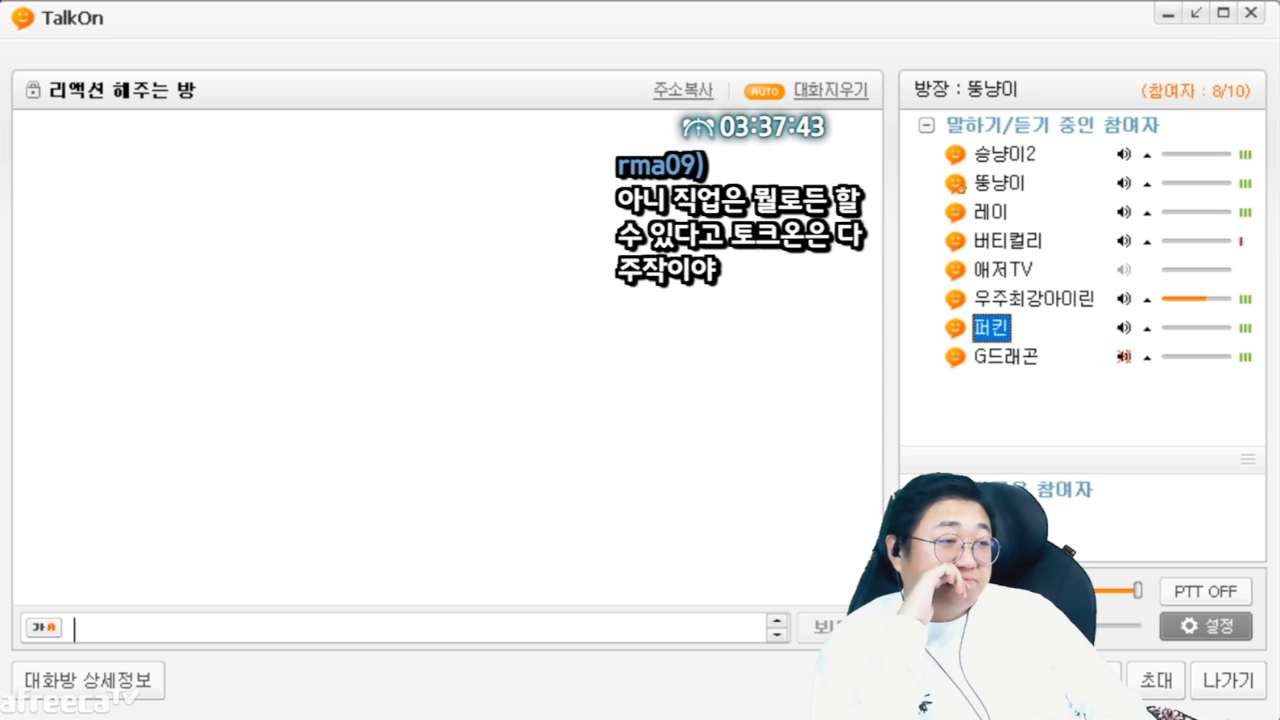 TalkOn
리액션 해주는 방
주소복사
AUTO
대화지우기
방장 : 뚱냥이
(참여자 : 8/10)
03:37:43
rma09)
아니 직업은 뭘로든 할
수 있다고 토크온은 다
주작이야
말하기/듣기 중인 참여자
승냥이2
뚱냥이
레이
버티컬리
애저TV
우주최강아이린
퍼킨
G드래곤
참여자
PTT OFF
가A
설정
대화방 상세정보
초대
나가기
afreecaTV